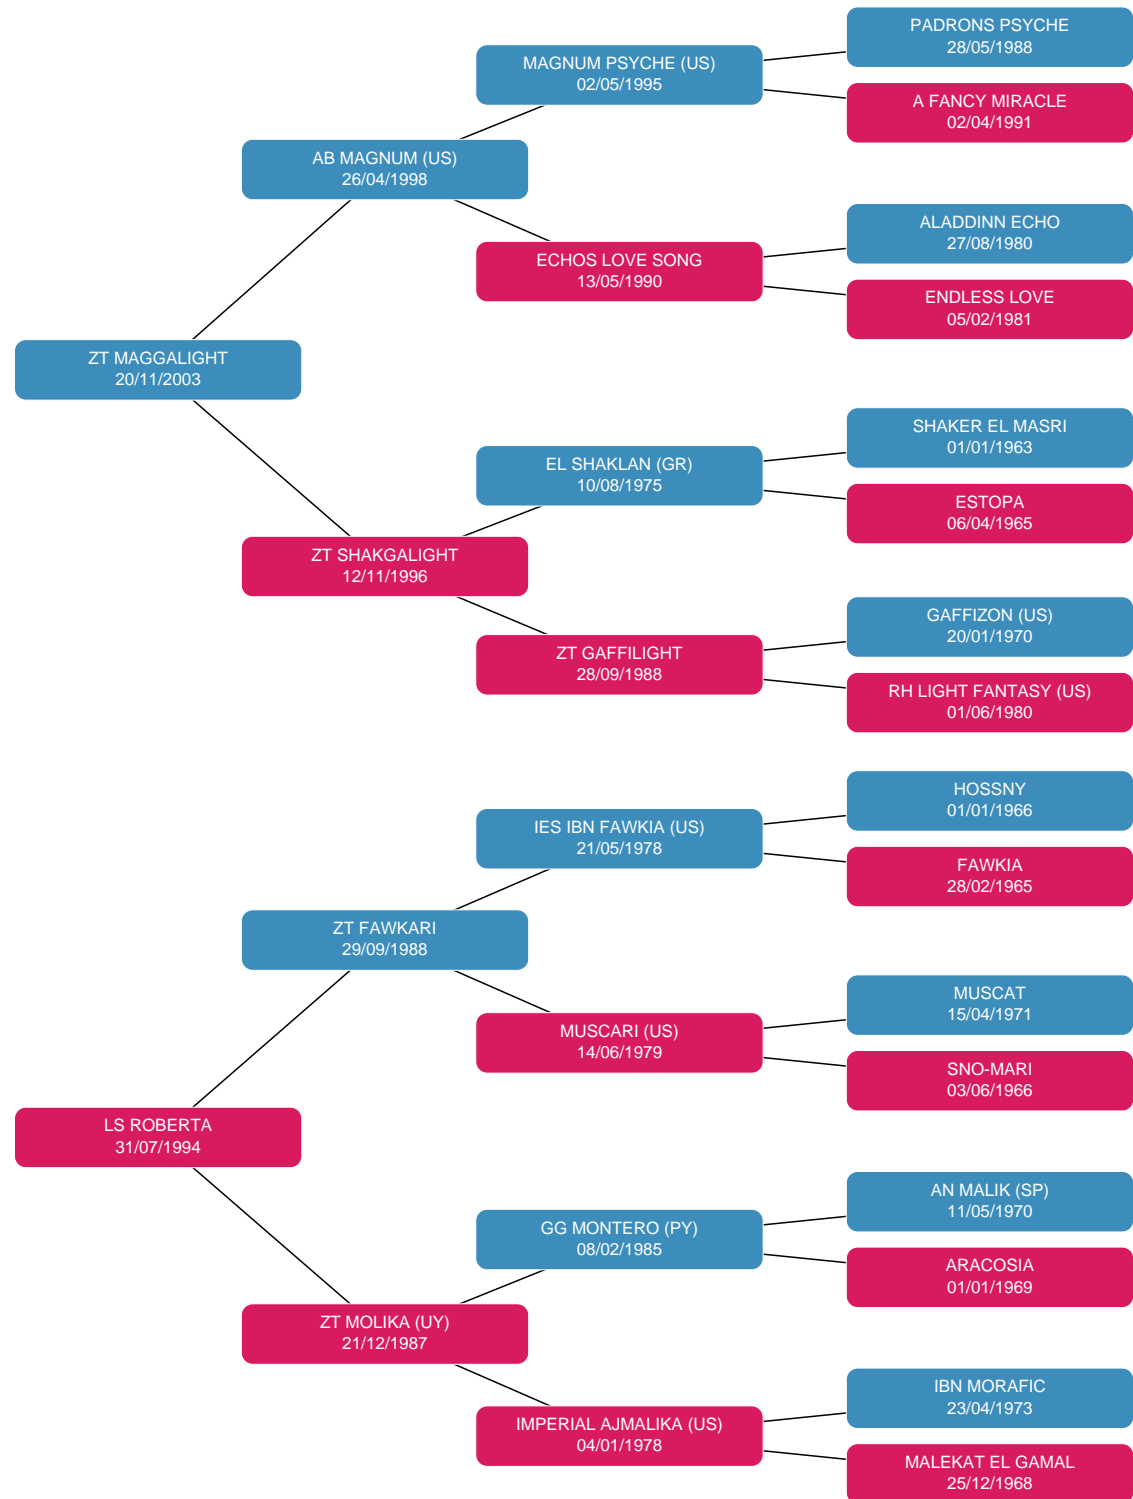 PADRONS PSYCHE
28/05/1988
MAGNUM PSYCHE (US)
02/05/1995
A FANCY MIRACLE
02/04/1991
AB MAGNUM (US)
26/04/1998
ALADDINN ECHO
27/08/1980
ECHOS LOVE SONG
13/05/1990
ENDLESS LOVE
05/02/1981
ZT MAGGALIGHT
20/11/2003
SHAKER EL MASRI
01/01/1963
EL SHAKLAN (GR)
10/08/1975
ESTOPA
06/04/1965
ZT SHAKGALIGHT
12/11/1996
GAFFIZON (US)
20/01/1970
ZT GAFFILIGHT
28/09/1988
RH LIGHT FANTASY (US)
01/06/1980
HOSSNY
01/01/1966
IES IBN FAWKIA (US)
21/05/1978
FAWKIA
28/02/1965
ZT FAWKARI
29/09/1988
MUSCAT
15/04/1971
MUSCARI (US)
14/06/1979
SNO-MARI
03/06/1966
LS ROBERTA
31/07/1994
AN MALIK (SP)
11/05/1970
GG MONTERO (PY)
08/02/1985
ARACOSIA
01/01/1969
ZT MOLIKA (UY)
21/12/1987
IBN MORAFIC
23/04/1973
IMPERIAL AJMALIKA (US)
04/01/1978
MALEKAT EL GAMAL
25/12/1968